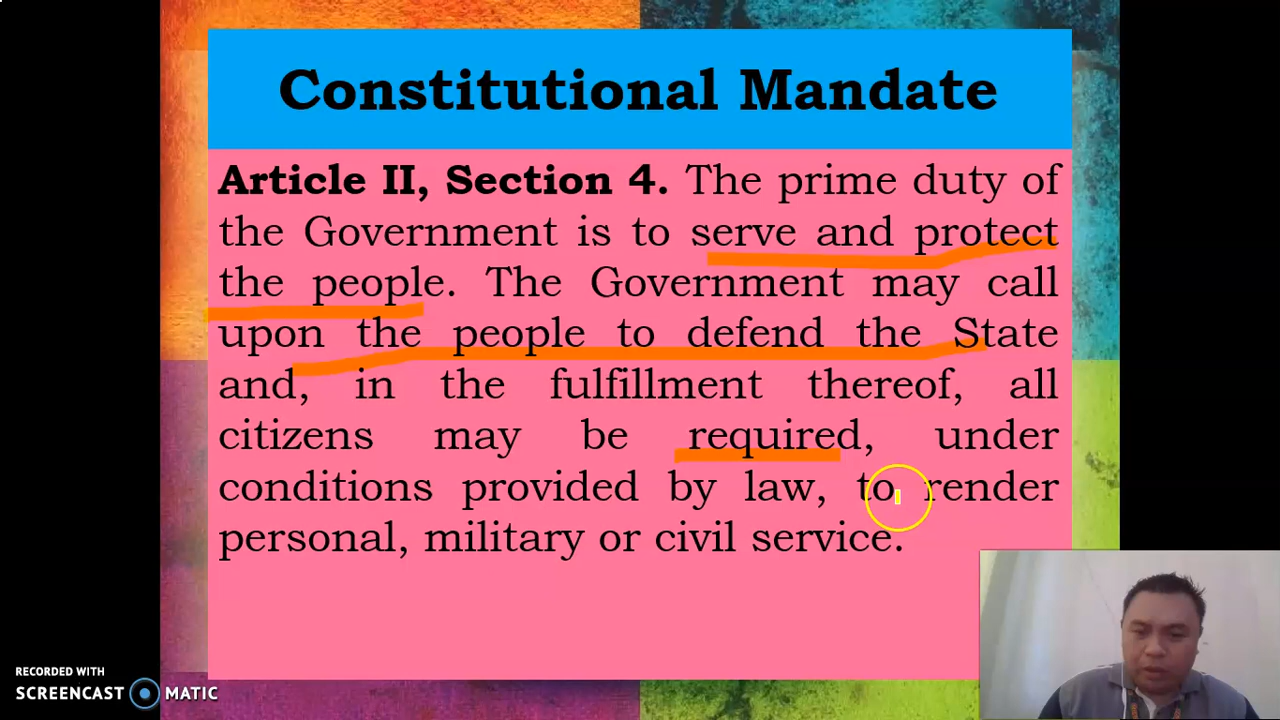 Constitutional Mandate
Article II, Section 4. The prime duty of
the Government is to serve and protect
the people. The Government may call
upon the people to defend the State
and, in the fulfillment thereof, all
citizens may be required, under
conditions provided by law, to render
personal, military or civil service.
RECORDED WITH
SCREENCAST MATIC